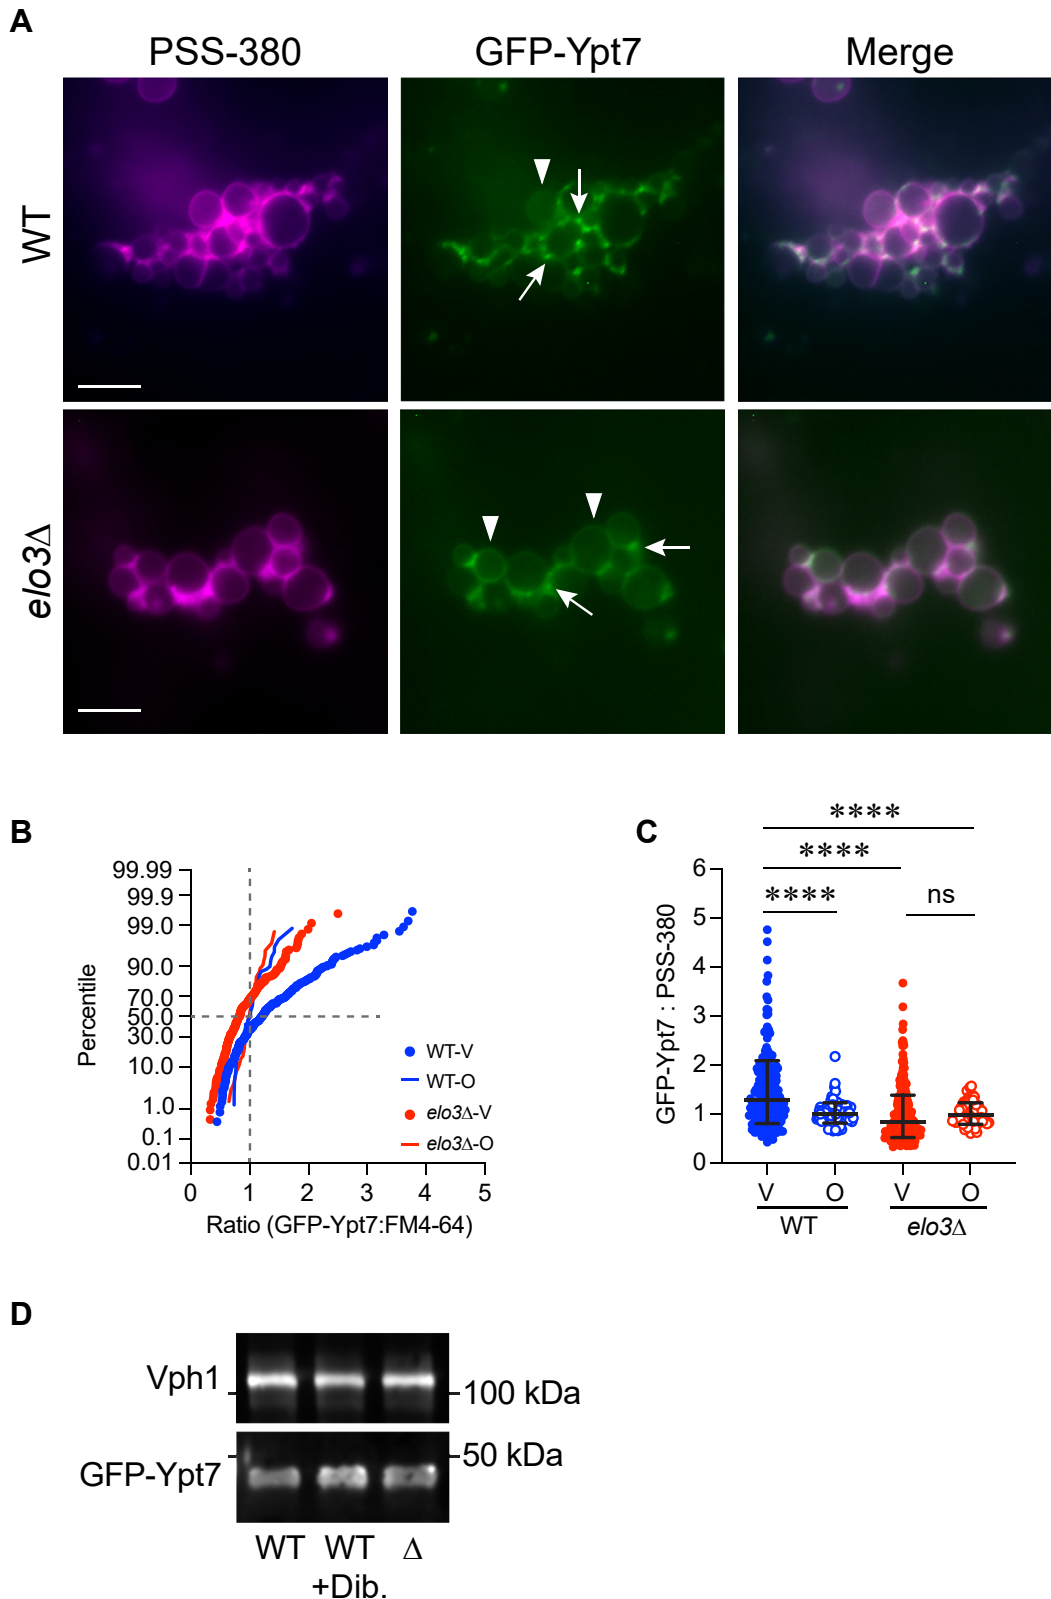 A
PSS-380
GFP-Ypt7
Merge
WT
elo3Δ
B
99.99
99.9
99.0
90.0
70.0
50.0
30.0
10.0
1.0
0.1
0.01
Percentile
WT-V
WT-O
elo3Δ-V
elo3Δ-O
0 1 2 3 4 5
Ratio (GFP-Ypt7:FM4-64)
C
****
****
****
ns
6
5
4
3
2
1
0
GFP-Ypt7 : PSS-380
V O V O
WT elo3Δ
D
Vph1
100 kDa
50 kDa
GFP-Ypt7
WT WT Δ
+Dib.